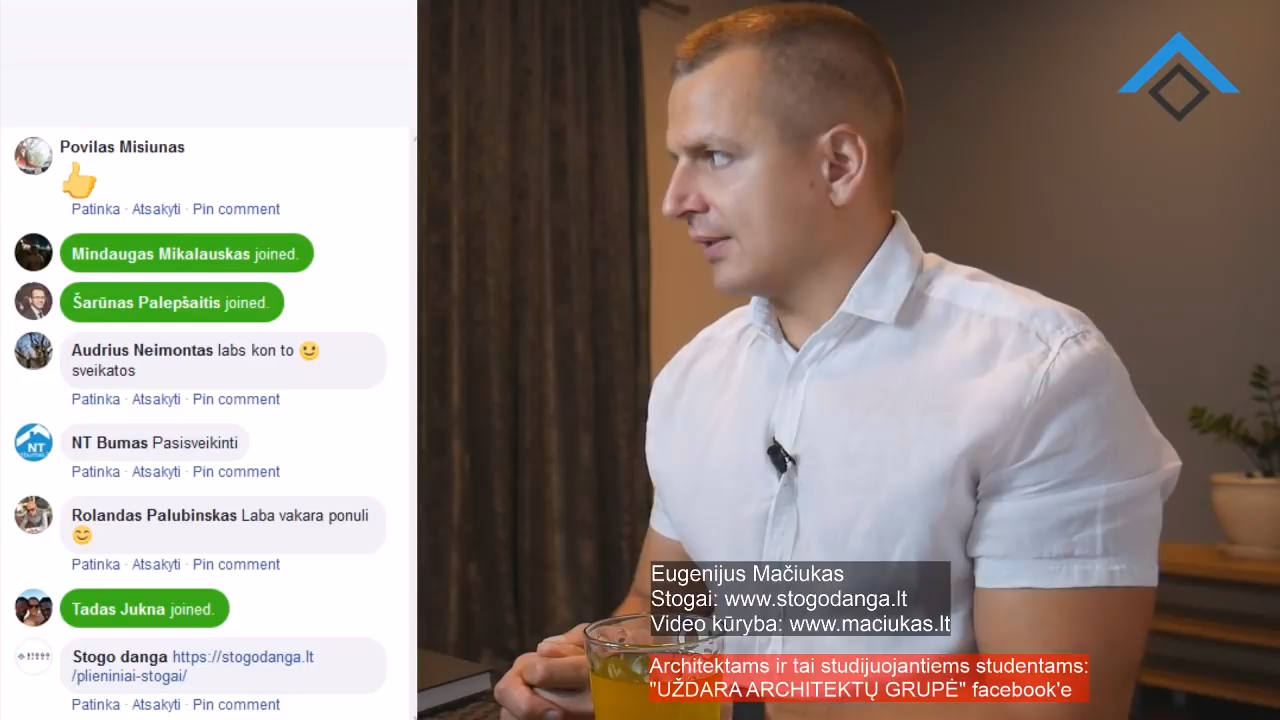 Povilas Misiunas
Patinka · Atsakyti · Pin comment
Mindaugas Mikalauskas joined.
Šarūnas Palepšaitis joined.
Audrius Neimontas labs kon to
sveikatos
Patinka · Atsakyti · Pin comment
NT
NT Bumas Pasisveikinti
Patinka · Atsakyti · Pin comment
Rolandas Palubinskas Laba vakara ponuli
Patinka · Atsakyti · Pin comment
Tadas Jukna joined.
Stogo danga https://stogodanga.lt
/plieniniai-stogai/
Patinka · Atsakyti · Pin comment
Eugenijus Mačiukas
Stogai: www.stogodanga.lt
Video kūryba: www.maciukas.lt
Architektams ir tai studijuojantiems studentams:
"UŽDARA ARCHITEKTŲ GRUPĖ" facebook'e